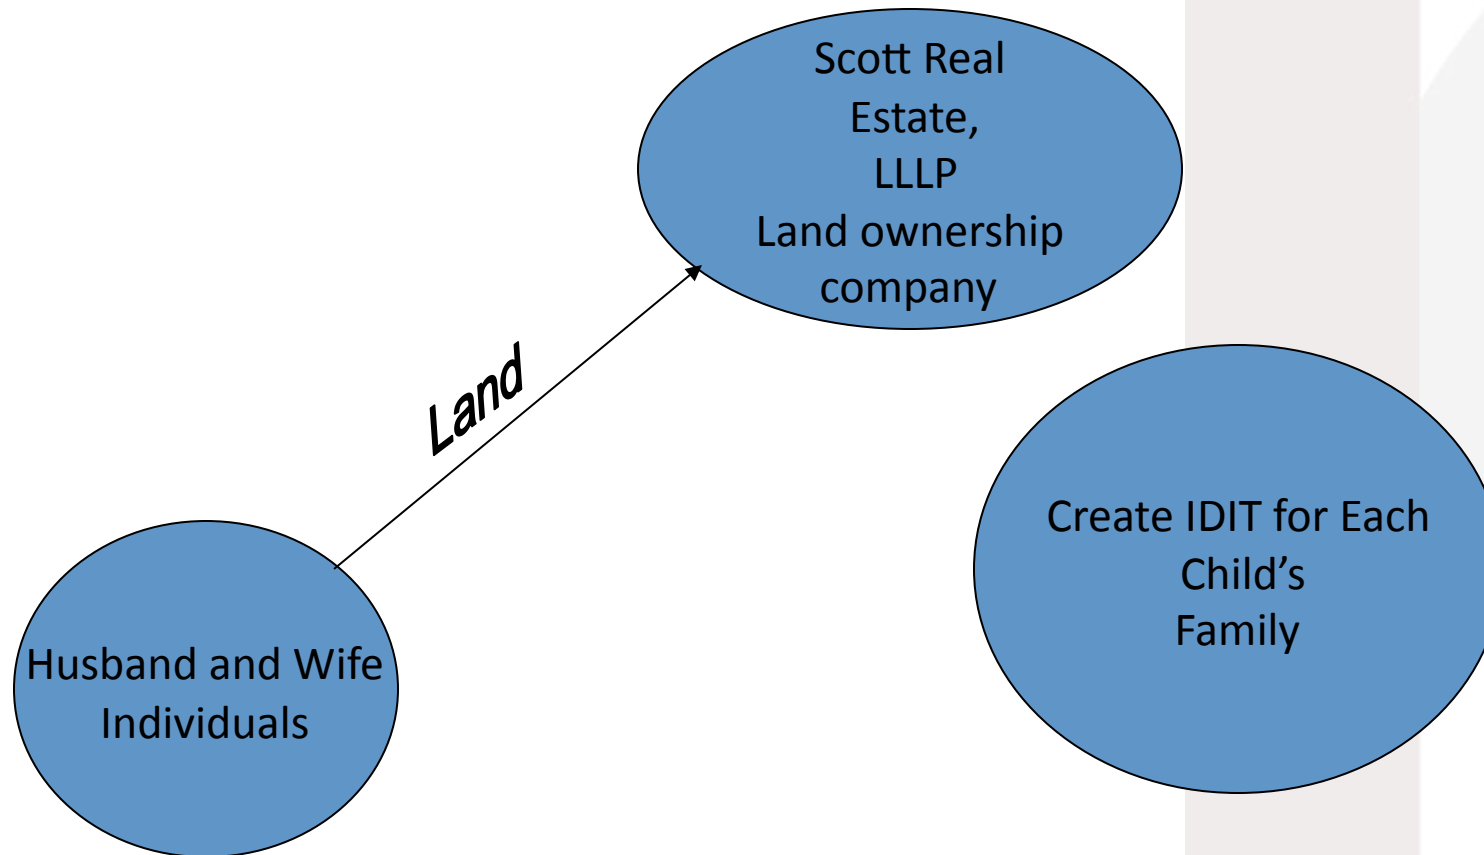 Scott Real
Estate,
LLLP
Land ownership
company
Land
Create IDIT for Each
Child’s
Family
Husband and Wife
Individuals